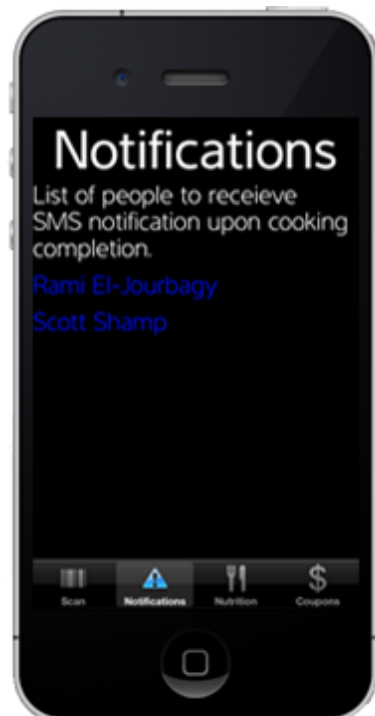 Notifications
List of people to receieve
SMS notification upon cooking
completion.
Rami El-Jourbagy
Scott Shamp
Scan Notifications Nutrition Coupons